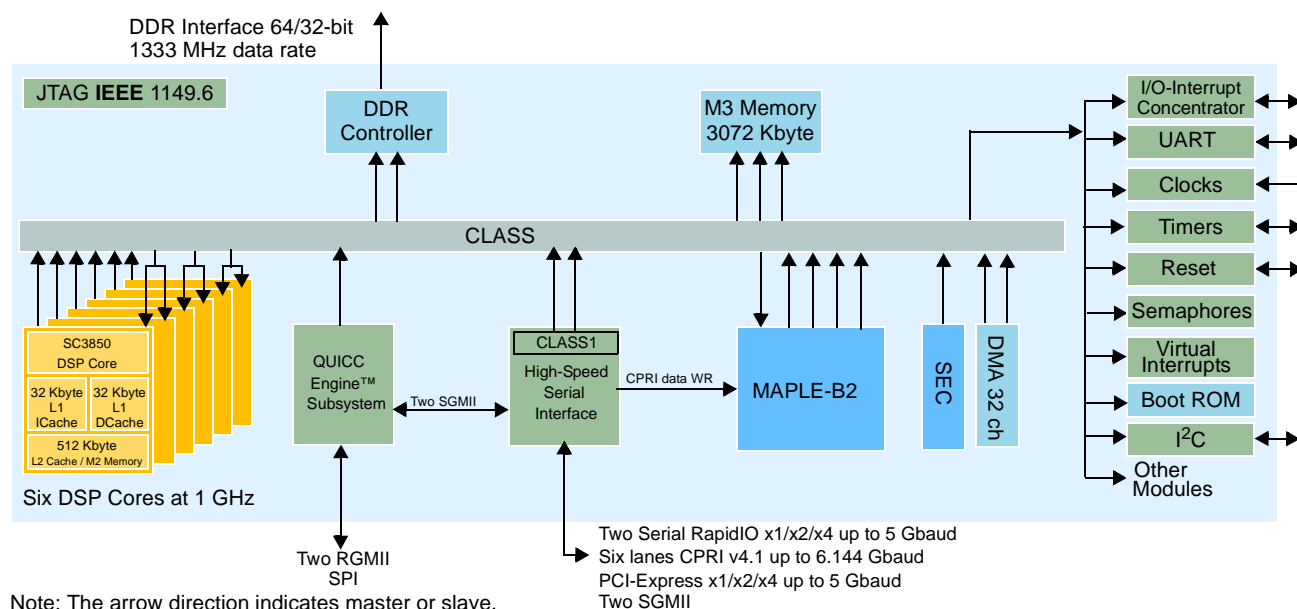 DDR Interface 64/32-bit
1333 MHz data rate
JTAG IEEE 1149.6
DDR
Controller
M3 Memory
3072 Kbyte
I/O-Interrupt
Concentrator
UART
Clocks
Timers
Reset
Semaphores
Virtual
Interrupts
Boot ROM
I²C
Other
Modules
CLASS
SC3850
DSP Core
32 Kbyte
L1
ICache
32 Kbyte
L1
DCache
512 Kbyte
L2 Cache / M2 Memory
Six DSP Cores at 1 GHz
QUICC
Engine™
Subsystem
Two SGMII
CLASS1
High-Speed
Serial
Interface
CPRI data WR
MAPLE-B2
SEC
DMA 32 ch
Two RGMII
SPI
Two Serial RapidIO x1/x2/x4 up to 5 Gbaud
Six lanes CPRI v4.1 up to 6.144 Gbaud
PCI-Express x1/x2/x4 up to 5 Gbaud
Two SGMII
Note: The arrow direction indicates master or slave.